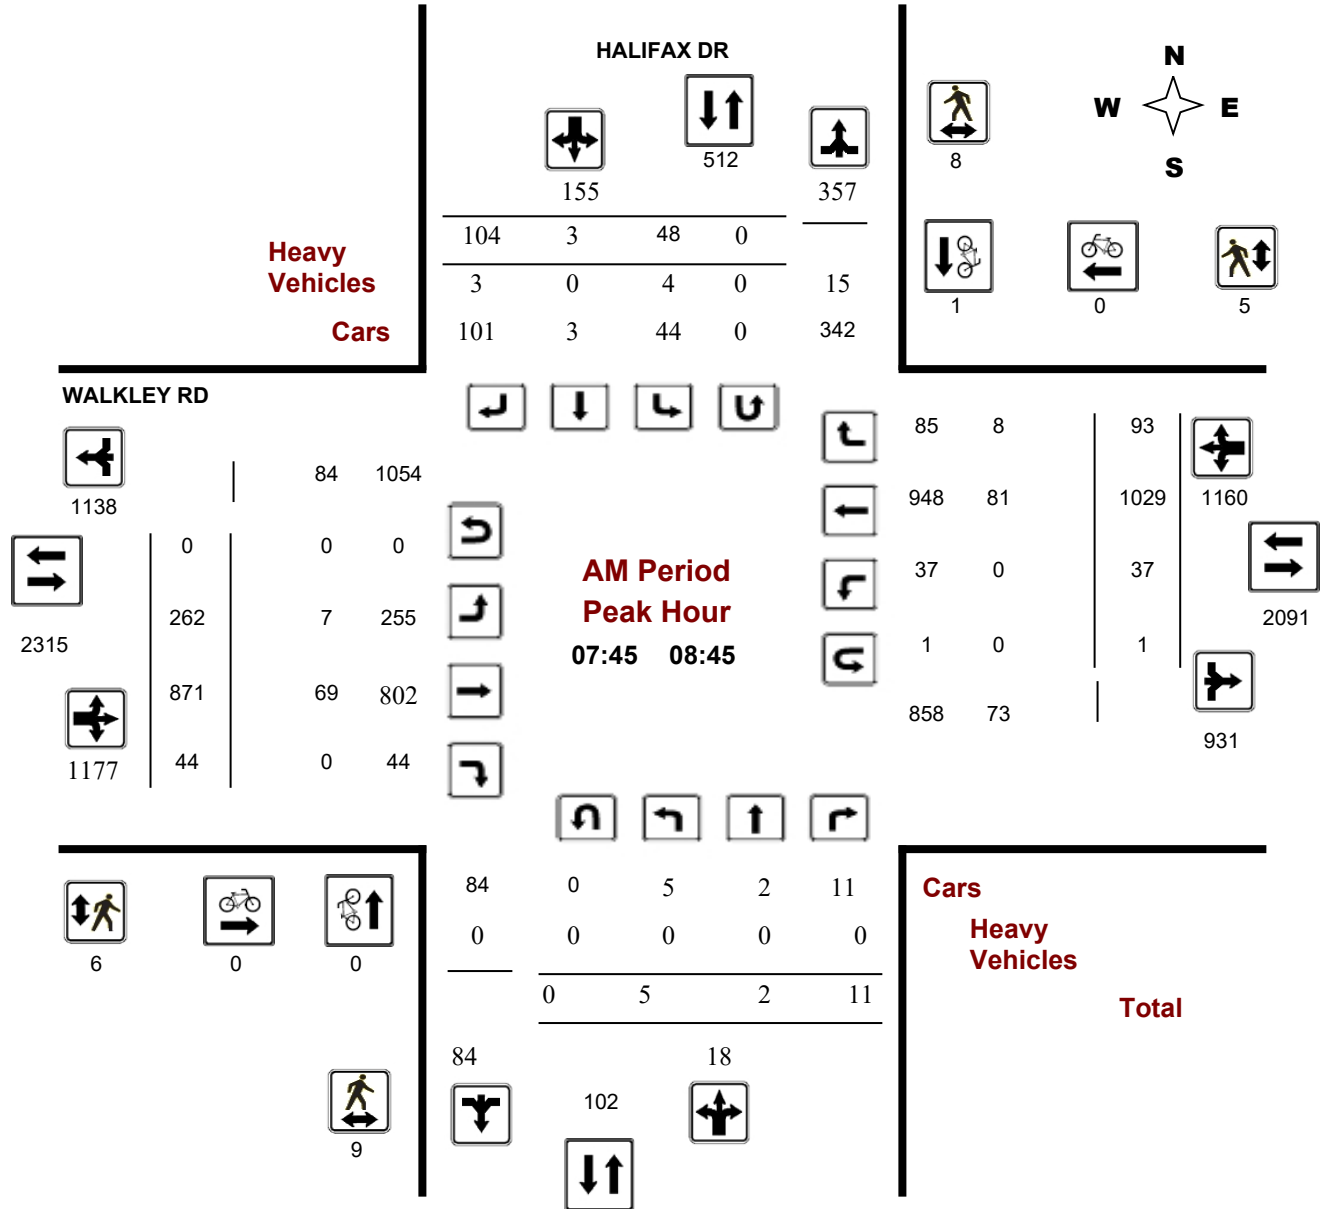 HALIFAX DR
N
W E
S
512
8
155
357
104 3 48 0
Heavy
Vehicles
3 0 4 0 15
1 0 5
Cars
101 3 44 0 342
WALKLEY RD
85 8 93
84 1054
1138
948 81 1029 1160
0 0 0
AM Period
37 0 37
Peak Hour
262 7 255
2091
2315
07:45 08:45
1 0 1
871 69 802
858 73
931
1177 44 0 44
84 0 5 2 11
Cars
0 0 0 0 0
Heavy
Vehicles
6 0 0
0 5 2 11
Total
84 18
102
9